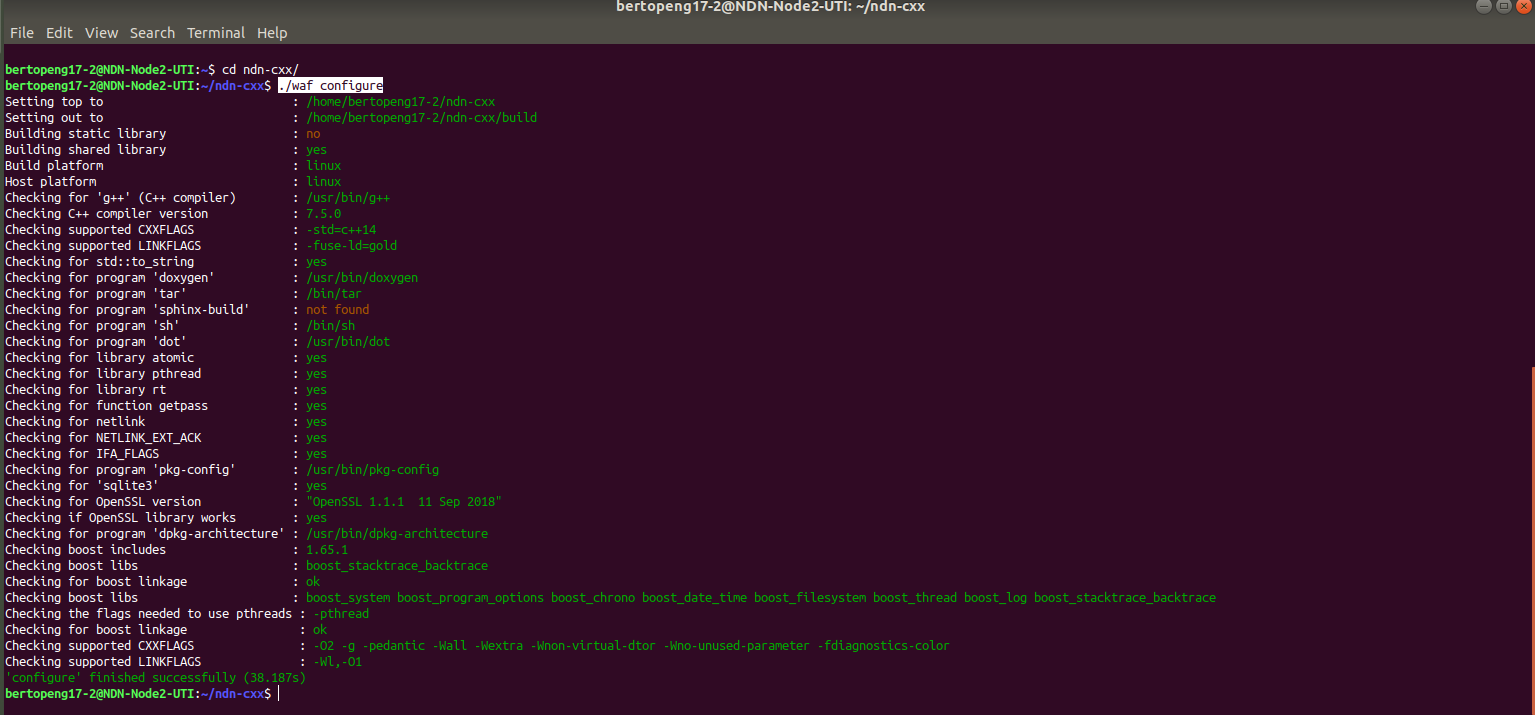 bertopeng17-2@NDN-Node2-UTI: ~/ndn-cxx
File Edit View Search Terminal Help
bertopeng17-2@NDN-Node2-UTI:~$ cd ndn-cxx/
bertopeng17-2@NDN-Node2-UTI:~/ndn-cxx$ ./waf configure
Setting top to : /home/bertopeng17-2/ndn-cxx
Setting out to : /home/bertopeng17-2/ndn-cxx/build
Building static library : no
Building shared library : yes
Build platform : linux
Host platform : linux
Checking for 'g++' (C++ compiler) : /usr/bin/g++
Checking C++ compiler version : 7.5.0
Checking supported CXXFLAGS : -std=c++14
Checking supported LINKFLAGS : -fuse-ld=gold
Checking for std::to_string : yes
Checking for program 'doxygen' : /usr/bin/doxygen
Checking for program 'tar' : /bin/tar
Checking for program 'sphinx-build' : not found
Checking for program 'sh' : /bin/sh
Checking for program 'dot' : /usr/bin/dot
Checking for library atomic : yes
Checking for library pthread : yes
Checking for library rt : yes
Checking for function getpass : yes
Checking for netlink : yes
Checking for NETLINK_EXT_ACK : yes
Checking for IFA_FLAGS : yes
Checking for program 'pkg-config' : /usr/bin/pkg-config
Checking for 'sqlite3' : yes
Checking for OpenSSL version : "OpenSSL 1.1.1  11 Sep 2018"
Checking if OpenSSL library works : yes
Checking for program 'dpkg-architecture' : /usr/bin/dpkg-architecture
Checking boost includes : 1.65.1
Checking boost libs : boost_stacktrace_backtrace
Checking for boost linkage : ok
Checking boost libs : boost_system boost_program_options boost_chrono boost_date_time boost_filesystem boost_thread boost_log boost_stacktrace_backtrace
Checking the flags needed to use pthreads : -pthread
Checking for boost linkage : ok
Checking supported CXXFLAGS : -O2 -g -pedantic -Wall -Wextra -Wnon-virtual-dtor -Wno-unused-parameter -fdiagnostics-color
Checking supported LINKFLAGS : -Wl,-O1
'configure' finished successfully (38.187s)
bertopeng17-2@NDN-Node2-UTI:~/ndn-cxx$